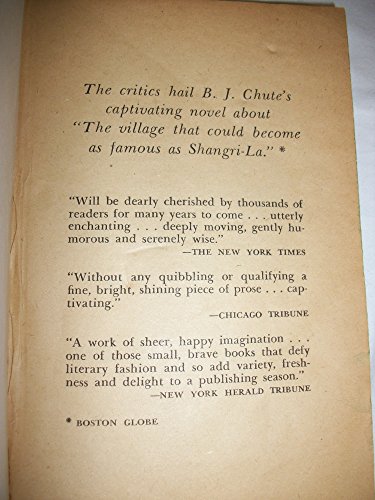 The critics hail B. J. Chute's
captivating novel about
"The village that could become
as famous as Shangri-La." *
"Will be dearly cherished by thousands of
readers for many years to come . . . utterly
enchanting . . . deeply moving, gently hu-
morous and serenely wise."
—THE NEW YORK TIMES
"Without any quibbling or qualifying a
fine, bright, shining piece of prose . . . cap-
tivating."
—CHICAGO TRIBUNE
"A work of sheer, happy imagination . . .
one of those small, brave books that defy
literary fashion and so add variety, fresh-
ness and delight to a publishing season."
—NEW YORK HERALD TRIBUNE
* BOSTON GLOBE